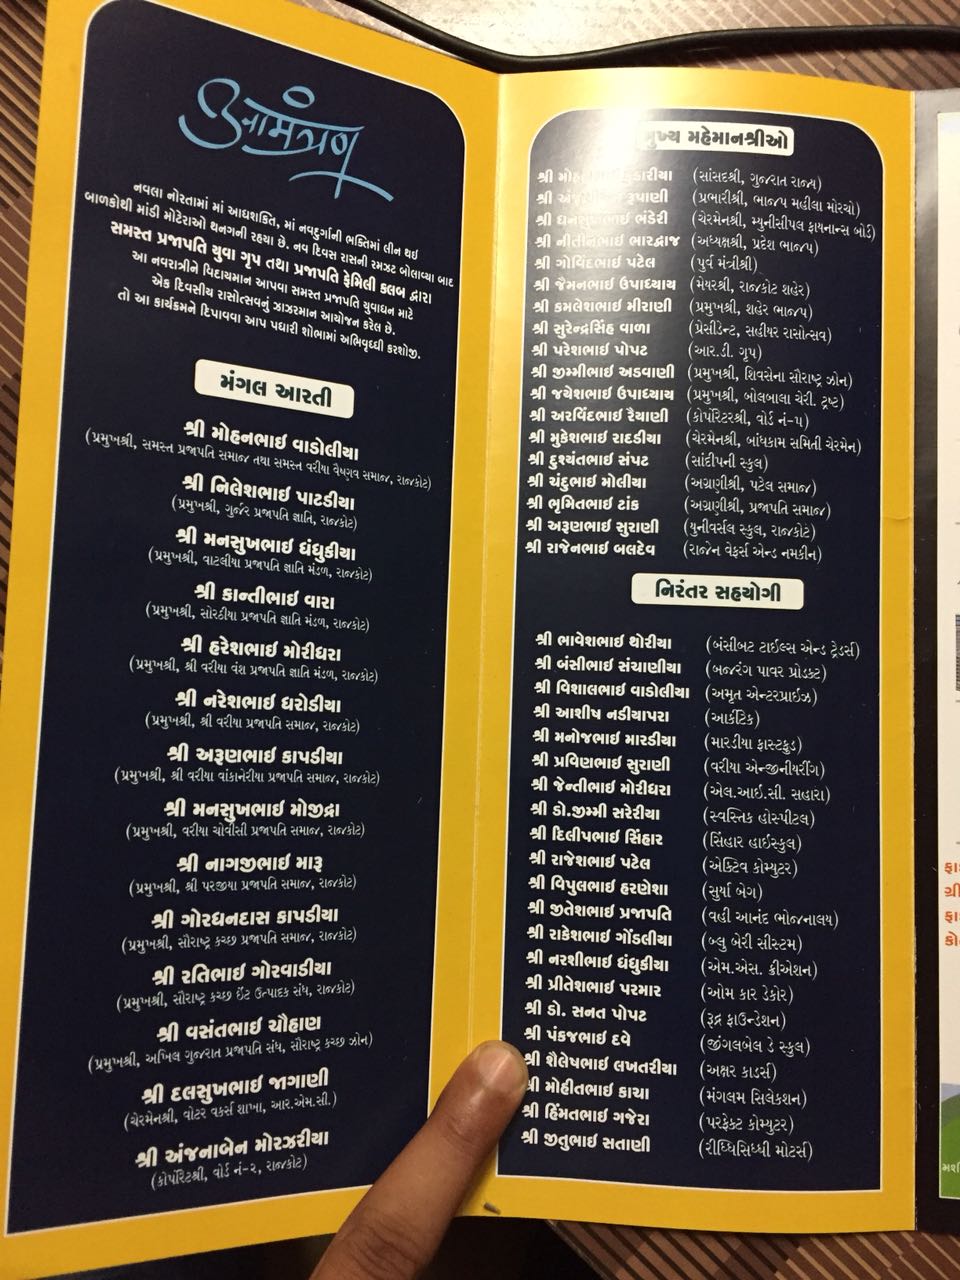 આમંત્રણ
નવલા નોરતામાં માં આદ્યશક્તિ, માં નવદુર્ગાની ભક્તિમાં લીન થઈ
બાળકોથી માંડી મોટેરાઓ થનગની રહયા છે. નવ દિવસ રાસની રમઝટ બોલાવ્યા બાદ
સમસ્ત પ્રજાપતિ યુવા ગૃપ તથા પ્રજાપતિ ફેમિલી કલબ દ્વારા
આ નવરાત્રીને વિદાયમાન આપવા સમસ્ત પ્રજાપતિ યુવાધન માટે
એક દિવસીય રાસોત્સવનું ઝાઝરમાન આયોજન કરેલ છે.
તો આ કાર્યક્રમને દિપાવવા આપ પધારી શોભામાં અભિવૃધ્ધી કરશોજી.
મંગલ આરતી
શ્રી મોહનભાઈ વાડોલીયા
(પ્રમુખશ્રી, સમસ્ત પ્રજાપતિ સમાજ તથા સમસ્ત વરીયા વૈષ્ણવ સમાજ, રાજકોટ)
શ્રી નિલેશભાઈ પાટડીયા
(પ્રમુખશ્રી, ગુર્જર પ્રજાપતિ જ્ઞાતિ, રાજકોટ)
શ્રી મનસુખભાઈ ધંધુકીયા
(પ્રમુખશ્રી, વાટલીયા પ્રજાપતિ જ્ઞાતિ મંડળ, રાજકોટ)
શ્રી કાન્તીભાઈ વારા
(પ્રમુખશ્રી, સોરઠીયા પ્રજાપતિ જ્ઞાતિ મંડળ, રાજકોટ)
શ્રી હરેશભાઈ મોરીધરા
(પ્રમુખશ્રી, શ્રી વરીયા વંશ પ્રજાપતિ જ્ઞાતિ મંડળ, રાજકોટ)
શ્રી નરેશભાઈ ધરોડીયા
(પ્રમુખશ્રી, શ્રી વરીયા પ્રજાપતિ સમાજ, રાજકોટ)
શ્રી અરૂણભાઈ કાપડીયા
(પ્રમુખશ્રી, શ્રી વરીયા વાંકાનેરીયા પ્રજાપતિ સમાજ, રાજકોટ)
શ્રી મનસુખભાઈ મોજીદ્રા
(પ્રમુખશ્રી, વરીયા ચોવીસી પ્રજાપતિ સમાજ, રાજકોટ)
શ્રી નાગજીભાઈ મારૂ
(પ્રમુખશ્રી, શ્રી પરજીયા પ્રજાપતિ સમાજ, રાજકોટ)
શ્રી ગોરધનદાસ કાપડીયા
(પ્રમુખશ્રી, સૌરાષ્ટ્ર કચ્છ પ્રજાપતિ સમાજ, રાજકોટ)
શ્રી રતિભાઈ ગોરવાડીયા
(પ્રમુખશ્રી, સૌરાષ્ટ્ર કચ્છ ઈંટ ઉત્પાદક સંઘ, રાજકોટ)
શ્રી વસંતભાઈ ચૌહાણ
(પ્રમુખશ્રી, અખિલ ગુજરાત પ્રજાપતિ સંઘ, સૌરાષ્ટ્ર કચ્છ ઝોન)
શ્રી દલસુખભાઈ જાગાણી
(ચેરમેનશ્રી, વોટર વર્કસ શાખા, આર.એમ.સી.)
શ્રી અંજનાબેન મોરઝરીયા
(કોર્પોરેટશ્રી, વોર્ડ નં-૨, રાજકોટ)
મુખ્ય મહેમાનશ્રીઓ
શ્રી (સાંસદશ્રી, ગુજરાત રાજ્ય)
શ્રી રૂપાણી (પ્રભારીશ્રી, ભાજપ મહીલા મોરચો)
શ્રી ધનસુખભાઈ ભંડેરી (ચેરમેનશ્રી, મ્યુનીસીપલ ફાયનાન્સ બોર્ડ)
શ્રી નીતીનભાઈ ભારદ્વાજ (અધ્યક્ષશ્રી, પ્રદેશ ભાજપ)
શ્રી ગોવિંદભાઈ પટેલ (પુર્વ મંત્રીશ્રી)
શ્રી જૈમનભાઈ ઉપાધ્યાય (મેયરશ્રી, રાજકોટ શહેર)
શ્રી કમલેશભાઈ મીરાણી (પ્રમુખશ્રી, શહેર ભાજપ)
શ્રી સુરેન્દ્રસિંહ વાળા (પ્રેસીડેન્ટ, સહીયર રાસોત્સવ)
શ્રી પરેશભાઈ પોપટ (આર.ડી. ગૃપ)
શ્રી જીમ્મીભાઈ અડવાણી (પ્રમુખશ્રી, શિવસેના સૌરાષ્ટ્ર ઝોન)
શ્રી જયેશભાઈ ઉપાધ્યાય (પ્રમુખશ્રી, બોલબાલા ચેરી. ટ્રષ્ટ)
શ્રી અરવિંદભાઈ રૈયાણી (કોર્પોરેટરશ્રી, વોર્ડ નં-૫)
શ્રી મુકેશભાઈ રાદડીયા (ચેરમેનશ્રી, બાંધકામ સમિતી ચેરમેન)
શ્રી દુશ્યંતભાઈ સંપટ (સાંદીપની સ્કુલ)
શ્રી ચંદુભાઈ મોલીયા (અગ્રણીશ્રી, પટેલ સમાજ)
શ્રી ભૃમિતભાઈ ટાંક (અગ્રણીશ્રી, પ્રજાપતિ સમાજ)
શ્રી અરૂણભાઈ સુરાણી (યુનીવર્સલ સ્કુલ, રાજકોટ)
શ્રી રાજેનભાઈ બલદેવ (રાજેન વેફર્સ એન્ડ નમકીન)
નિરંતર સહયોગી
શ્રી ભાવેશભાઈ થોરીયા (બંસીબટ ટાઈલ્સ એન્ડ ટ્રેડર્સ)
શ્રી બંસીભાઈ સંચાણીયા (બજરંગ પાવર પ્રોડકટ)
શ્રી વિશાલભાઈ વાડોલીયા (અમૃત એન્ટરપ્રાઈઝ)
શ્રી આશીષ નડીયાપરા (આર્કટિક)
શ્રી મનોજભાઈ મારડીયા (મારડીયા ફાસ્ટફુડ)
શ્રી પ્રવિણભાઈ સુરાણી (વરીયા એન્જીનીયરીંગ)
શ્રી જેન્તીભાઈ મોરીધરા (એલ.આઈ.સી. સહારા)
શ્રી ડો.જીમ્મી સરેરીયા (સ્વસ્તિક હોસ્પીટલ)
શ્રી દિલીપભાઈ સિંહાર (સિંહાર હાઈસ્કુલ)
શ્રી રાજેશભાઈ પટેલ (એક્ટિવ કોમ્યુટર)
શ્રી વિપુલભાઈ હરણેશા (સુર્યા બેગ)
શ્રી જીતેશભાઈ પ્રજાપતિ (વહી આનંદ ભોજનાલય)
શ્રી રાકેશભાઈ ગોંડલીયા (બ્લુ બેરી સીસ્ટમ)
શ્રી નરશીભાઈ ધંધુકીયા (એમ.એસ. ક્રીએશન)
શ્રી પ્રીતેશભાઈ પરમાર (ઓમ કાર ડેકોર)
શ્રી ડો. સનત પોપટ (રૂદ્ર ફાઉન્ડેશન)
શ્રી પંકજભાઈ દવે (જીંગલબેલ ડે સ્કુલ)
શ્રી શૈલેષભાઈ લખતરીયા (અક્ષર કાર્ડ્સ)
શ્રી મોહીતભાઈ કાચા (મંગલમ સિલેકશન)
શ્રી હિંમતભાઈ ગજેરા (પરફેકટ કોમ્યુટર)
શ્રી જીતુભાઈ સતાણી (રીધ્ધિસિધ્ધી મોટર્સ)